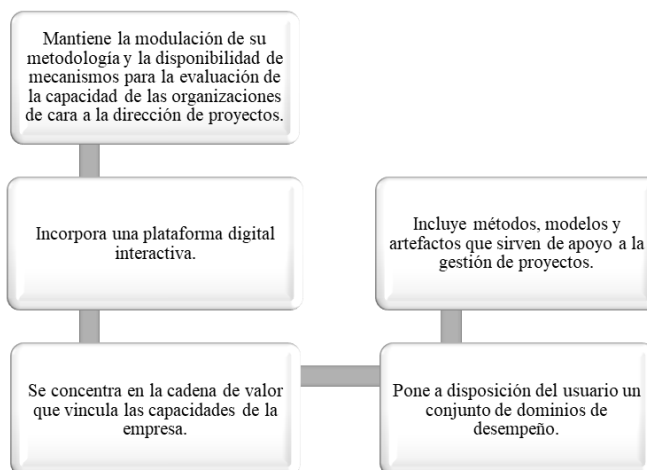 Mantiene la modulación de su
metodología y la disponibilidad de
mecanismos para la evaluación de
la capacidad de las organizaciones
de cara a la dirección de proyectos.
Incorpora una plataforma digital
interactiva.
Se concentra en la cadena de valor
que vincula las capacidades de la
empresa.
Pone a disposición del usuario un
conjunto de dominios de
desempeño.
Incluye métodos, modelos y
artefactos que sirven de apoyo a la
gestión de proyectos.